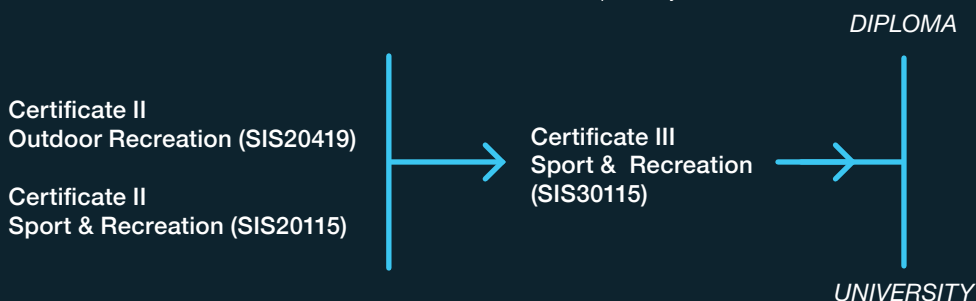 DIPLOMA
Certificate II
Outdoor Recreation (SIS20419)
Certificate II
Sport & Recreation (SIS20115)
Certificate III
Sport & Recreation
(SIS30115)
UNIVERSITY